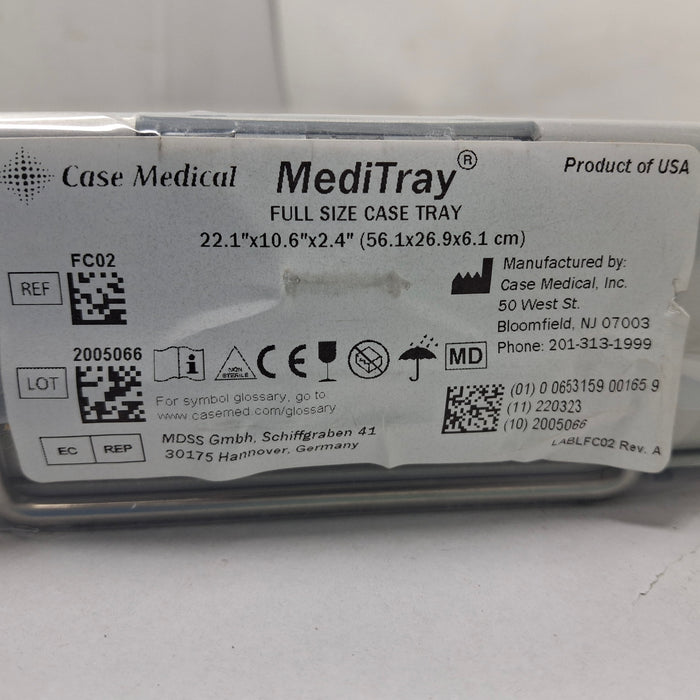 Case Medical
MediTray®
Product of USA
FULL SIZE CASE TRAY
22.1"x10.6"x2.4" (56.1x26.9x6.1 cm)
FC02
REF
Manufactured by:
Case Medical, Inc.
50 West St.
Bloomfield, NJ 07003
Phone: 201-313-1999
2005066
LOT
NON
STERILE
CE
MD
For symbol glossary, go to:
www.casemed.com/glossary
(01) 0 0653159 00165 9
(11) 220323
(10) 2005066
EC REP
MDSS Gmbh, Schiffgraben 41
30175 Hannover, Germany
LABLFC02 Rev. A